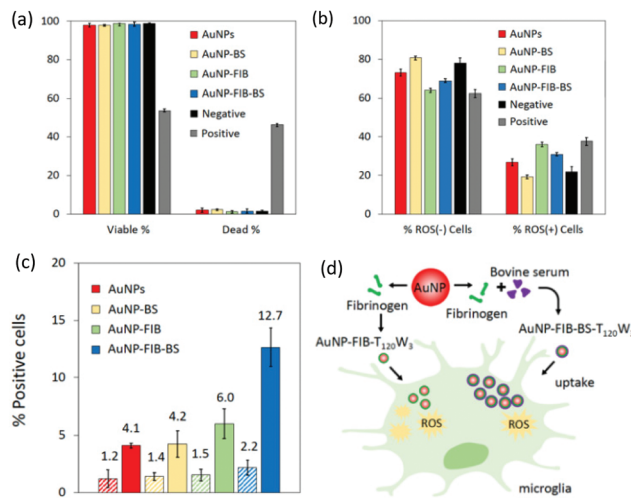 (a)
100
80
60
40
20
0
AuNPs
AuNP-BS
AuNP-FIB
AuNP-FIB-BS
Negative
Positive
Viable %
Dead %
(b)
100
80
60
40
20
0
AuNPs
AuNP-BS
AuNP-FIB
AuNP-FIB-BS
Negative
Positive
% ROS(-) Cells
% ROS(+) Cells
(c)
% Positive cells
20
15
10
5
0
AuNPs
AuNP-BS
AuNP-FIB
AuNP-FIB-BS
1.2
4.1
1.4
4.2
1.5
6.0
2.2
12.7
(d)
AuNP
Bovine serum
Fibrinogen
Fibrinogen
+
AuNP-FIB-T₁₂₀W₃
AuNP-FIB-BS-T₁₂₀W
uptake
ROS
ROS
microglia